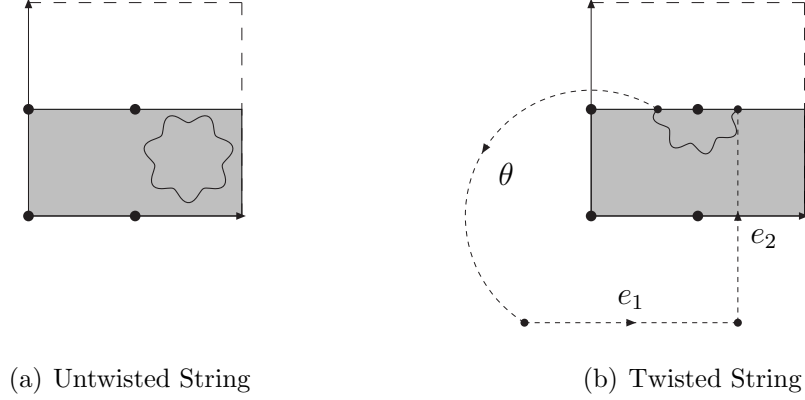 θ
e₂
e₁
(a) Untwisted String
(b) Twisted String